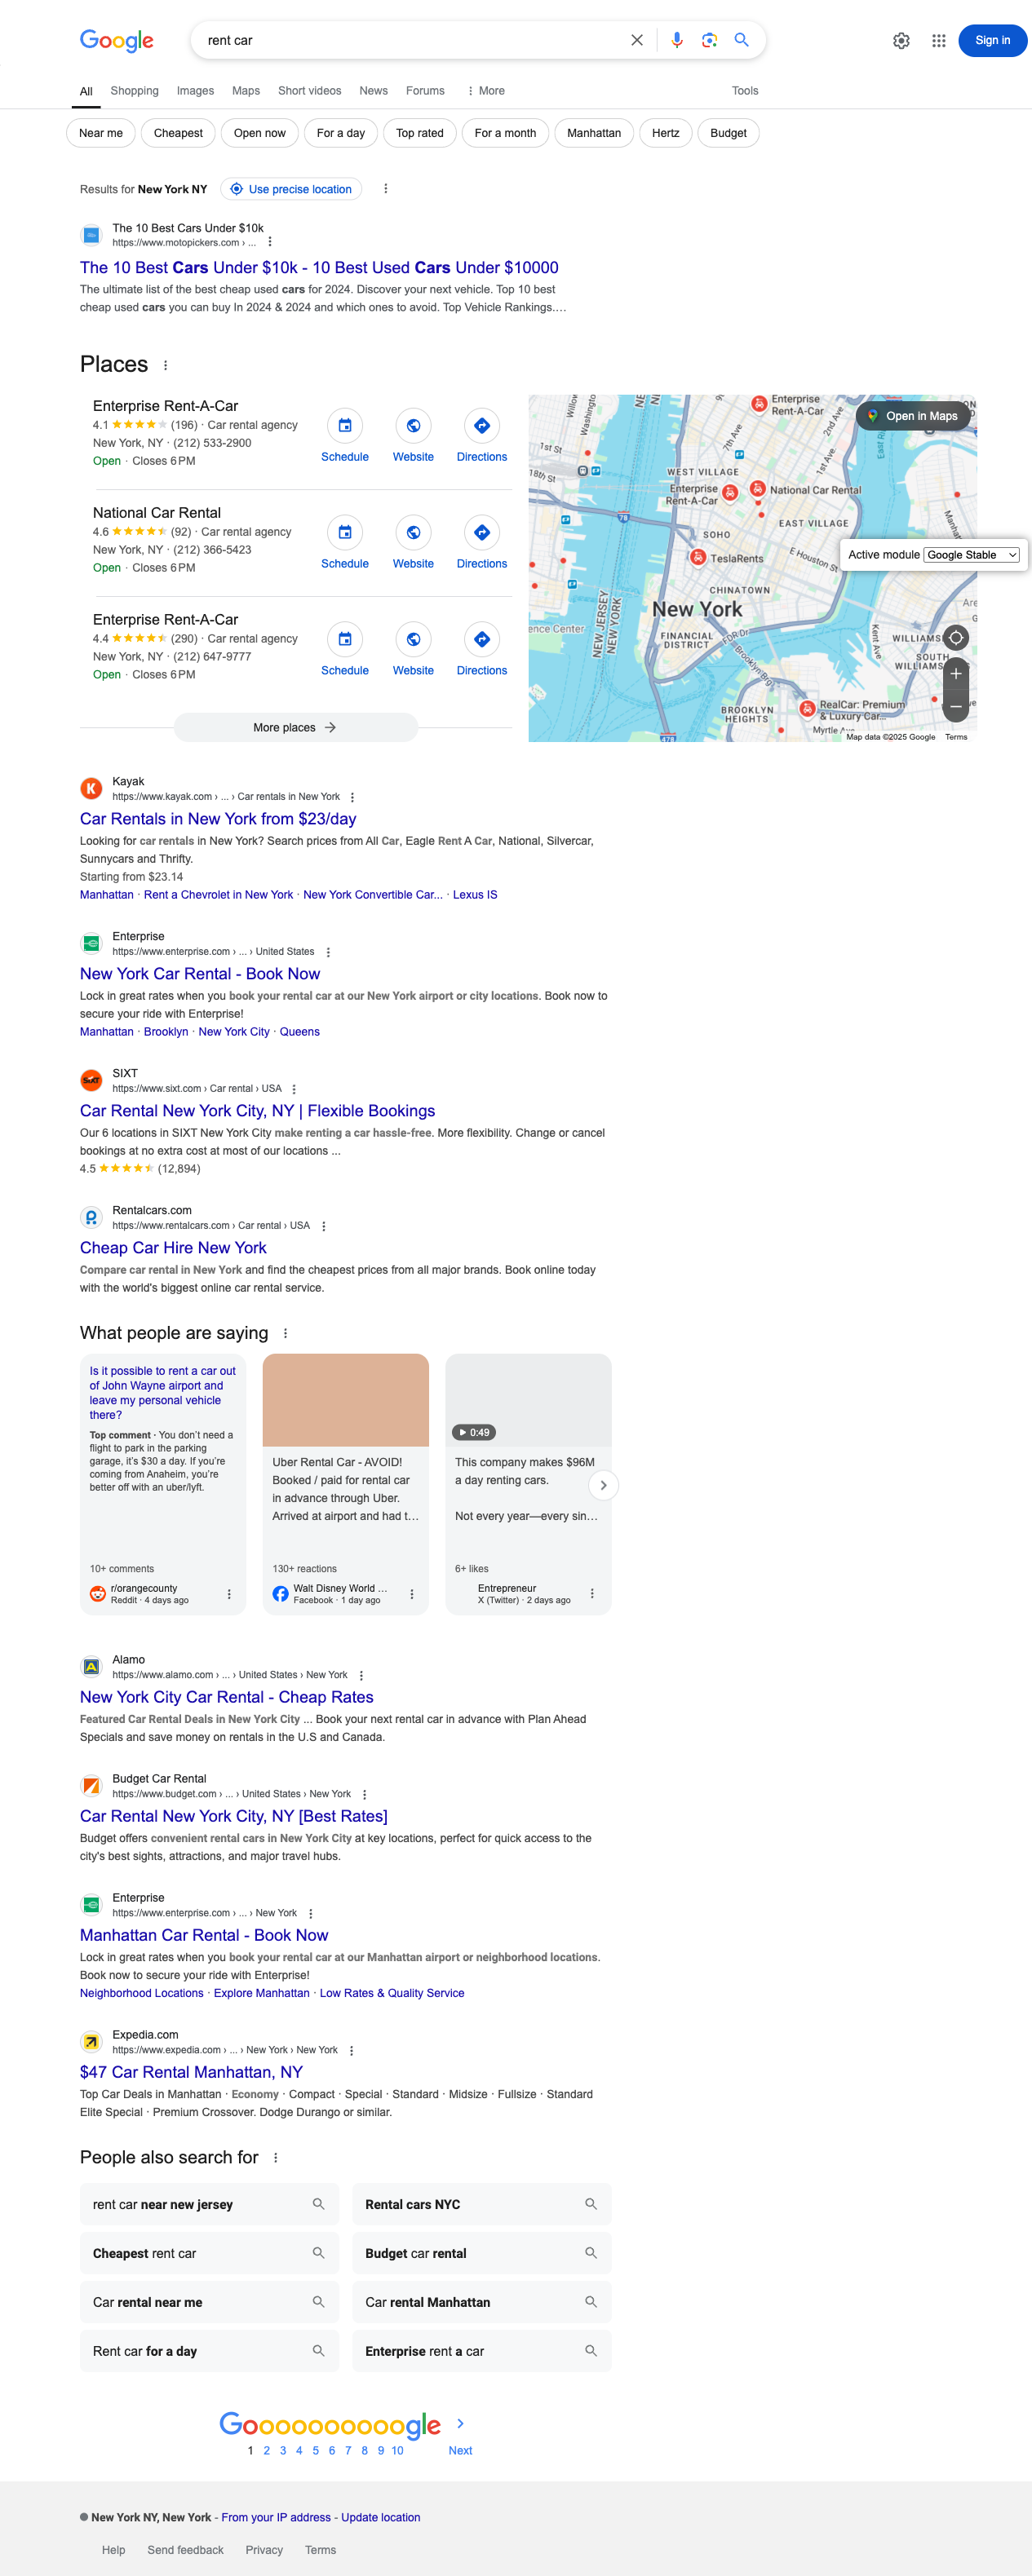 Google
rent car
Sign in
All
Shopping
Images
Maps
Short videos
News
Forums
More
Tools
Near me
Cheapest
Open now
For a day
Top rated
For a month
Manhattan
Hertz
Budget
Results for New York NY
Use precise location
The 10 Best Cars Under $10k
https://www.motopickers.com › ...
The 10 Best Cars Under $10k - 10 Best Used Cars Under $10000
The ultimate list of the best cheap used cars for 2024. Discover your next vehicle. Top 10 best
cheap used cars you can buy In 2024 & 2024 and which ones to avoid. Top Vehicle Rankings....
Places
Enterprise Rent-A-Car
4.1 (196) · Car rental agency
New York, NY · (212) 533-2900
Open · Closes 6 PM
Schedule
Website
Directions
National Car Rental
4.6 (92) · Car rental agency
New York, NY · (212) 366-5423
Open · Closes 6 PM
Schedule
Website
Directions
Enterprise Rent-A-Car
4.4 (290) · Car rental agency
New York, NY · (212) 647-9777
Open · Closes 6 PM
Schedule
Website
Directions
More places
Enterprise
Rent-A-Car
Open in Maps
Willow
Washington
1st St
18th St
7th Ave
2nd Ave
1st Ave
East R
WEST VILLAGE
Enterprise
Rent-A-Car
National Car Rental
78
EAST VILLAGE
SOHO
TeslaRents
E Houston St
Manhatt
Active module Google Stable
CHINATOWN
New York
NEW JERSEY
NEW YORK
ence Center
FINANCIAL
DISTRICT
FDR Dr
Brooklyn Brg
Kent Ave
Are
WILLIAMS
SOUTH
WILLIAMS
BROOKLYN
HEIGHTS
RealCar: Premium
& Luxury Car...
Myrtle Av
478
Map data ©2025 Google
Terms
Kayak
https://www.kayak.com › ... › Car rentals in New York
Car Rentals in New York from $23/day
Looking for car rentals in New York? Search prices from All Car, Eagle Rent A Car, National, Silvercar,
Sunnycars and Thrifty.
Starting from $23.14
Manhattan · Rent a Chevrolet in New York · New York Convertible Car... · Lexus IS
Enterprise
https://www.enterprise.com › ... › United States
New York Car Rental - Book Now
Lock in great rates when you book your rental car at our New York airport or city locations. Book now to
secure your ride with Enterprise!
Manhattan · Brooklyn · New York City · Queens
SIXT
SIXT
https://www.sixt.com › Car rental › USA
Car Rental New York City, NY | Flexible Bookings
Our 6 locations in SIXT New York City make renting a car hassle-free. More flexibility. Change or cancel
bookings at no extra cost at most of our locations ...
4.5 (12,894)
Rentalcars.com
https://www.rentalcars.com › Car rental › USA
Cheap Car Hire New York
Compare car rental in New York and find the cheapest prices from all major brands. Book online today
with the world's biggest online car rental service.
What people are saying
Is it possible to rent a car out
of John Wayne airport and
leave my personal vehicle
there?
Top comment · You don't need a
flight to park in the parking
garage, it's $30 a day. If you're
coming from Anaheim, you're
better off with an uber/lyft.
10+ comments
r/orangecounty
Reddit · 4 days ago
Uber Rental Car - AVOID!
Booked / paid for rental car
in advance through Uber.
Arrived at airport and had t...
130+ reactions
Walt Disney World ...
Facebook · 1 day ago
0:49
This company makes $96M
a day renting cars.
Not every year—every sin...
6+ likes
Entrepreneur
X (Twitter) · 2 days ago
Alamo
https://www.alamo.com › ... › United States › New York
New York City Car Rental - Cheap Rates
Featured Car Rental Deals in New York City ... Book your next rental car in advance with Plan Ahead
Specials and save money on rentals in the U.S and Canada.
Budget Car Rental
https://www.budget.com › ... › United States › New York
Car Rental New York City, NY [Best Rates]
Budget offers convenient rental cars in New York City at key locations, perfect for quick access to the
city's best sights, attractions, and major travel hubs.
Enterprise
https://www.enterprise.com › ... › New York
Manhattan Car Rental - Book Now
Lock in great rates when you book your rental car at our Manhattan airport or neighborhood locations.
Book now to secure your ride with Enterprise!
Neighborhood Locations · Explore Manhattan · Low Rates & Quality Service
Expedia.com
https://www.expedia.com › ... › New York › New York
$47 Car Rental Manhattan, NY
Top Car Deals in Manhattan · Economy · Compact · Special · Standard · Midsize · Fullsize · Standard
Elite Special · Premium Crossover. Dodge Durango or similar.
People also search for
rent car near new jersey
Rental cars NYC
Cheapest rent car
Budget car rental
Car rental near me
Car rental Manhattan
Rent car for a day
Enterprise rent a car
Goooooooooogle
1 2 3 4 5 6 7 8 9 10 Next
New York NY, New York - From your IP address - Update location
Help
Send feedback
Privacy
Terms